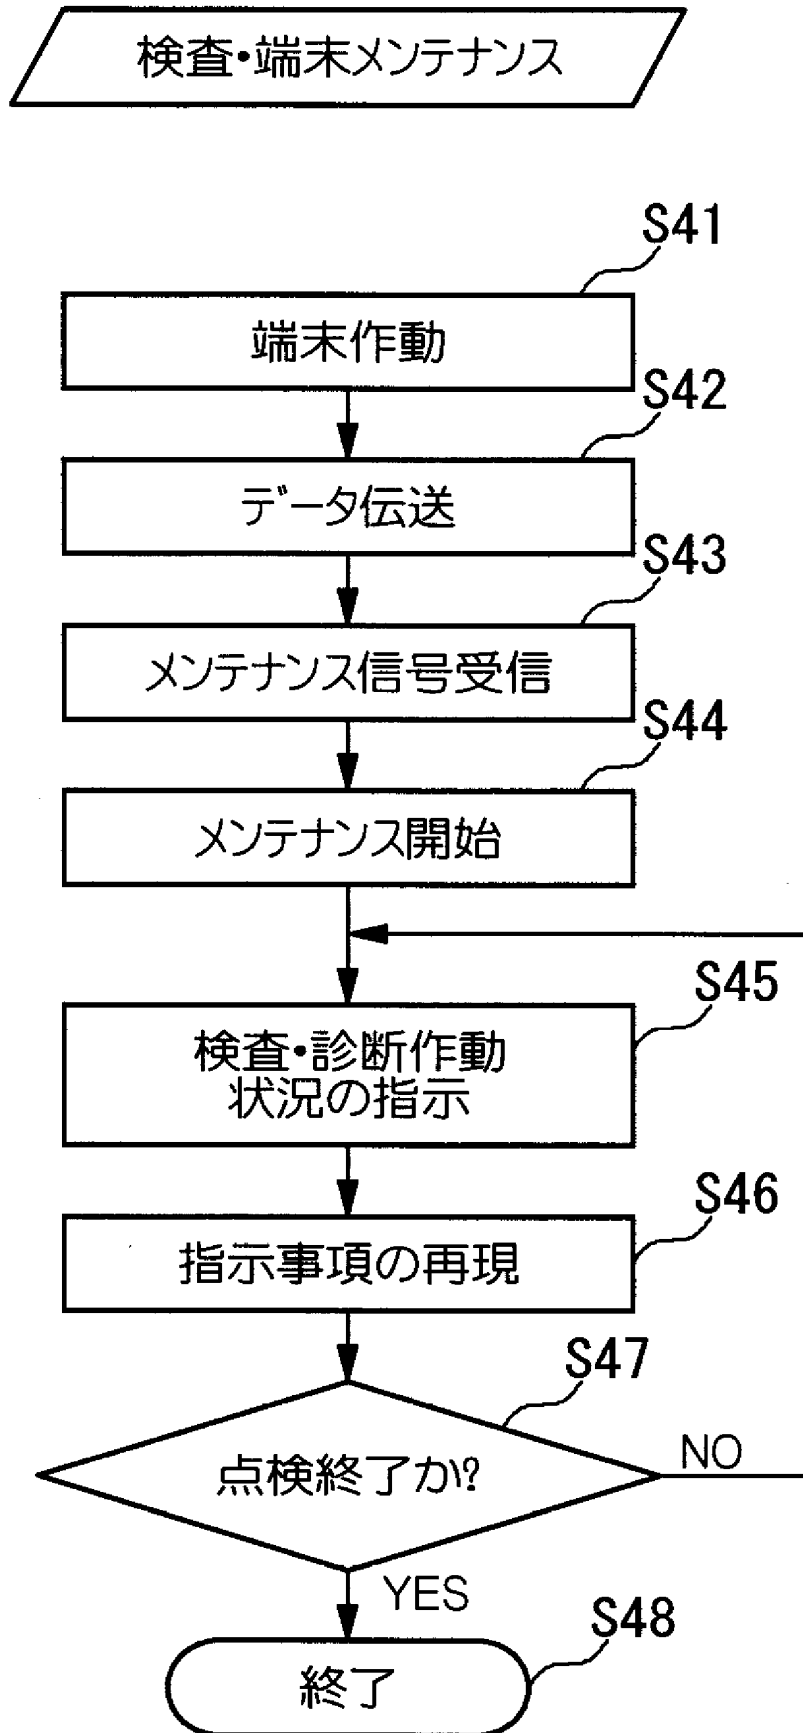 検査・端末メンテナンス
S41
端末作動
S42
データ伝送
S43
メンテナンス信号受信
S44
メンテナンス開始
S45
検査・診断作動
状況の指示
S46
指示事項の再現
S47
点検終了か?
NO
YES
S48
終了